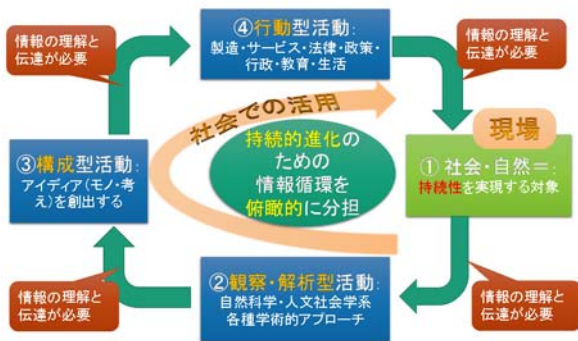 情報の理解と
伝達が必要
④行動型活動:
製造・サービス・法律・政策・
行政・教育・生活
情報の理解と
伝達が必要
社会での活用
現場
③構成型活動:
アイディア(モノ・考
え)を創出する
持続的進化の
ための
情報循環を
俯瞰的に分担
① 社会・自然=:
持続性を実現する対象
②観察・解析型活動:
自然科学・人文社会学系
各種学術的アプローチ
情報の理解と
伝達が必要
情報の理解と
伝達が必要